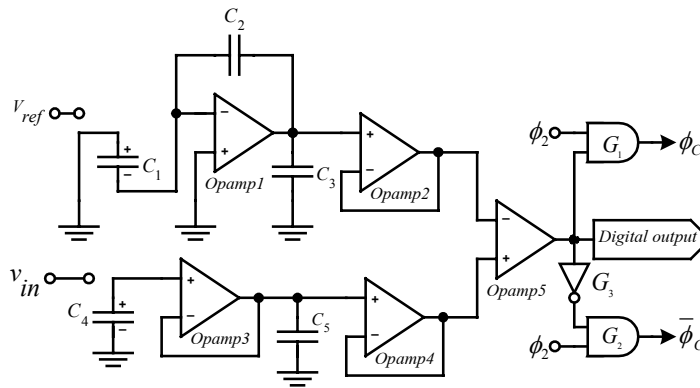 C2
Vref
+
−
C1
−
+
Opamp1
C3
+
−
Opamp2
ϕ2
G1
ϕC
−
+
Opamp5
Digital output
vin
C4
+
−
+
−
Opamp3
C5
+
−
Opamp4
G3
ϕ2
G2
ϕ̅C